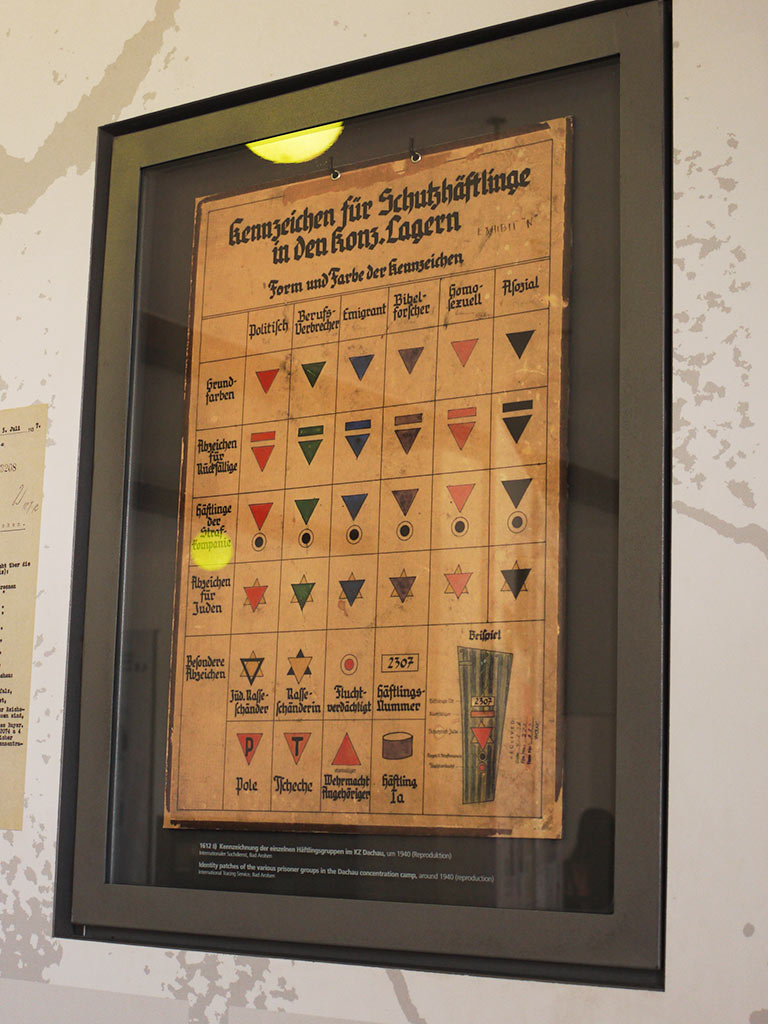 Kennzeichen für Schutzhäftlinge
in den Konz.Lagern
EXHIBIT "N"
Form und Farbe der Kennzeichen
Politisch
Berufs-
Verbrecher
Emigrant
Bibel-
forscher
Homo-
sexuell
Asozial
Grund-
farben
Abzeichen
für
Rückfällige
Häftlinge
der
Straf-
kompanie
Abzeichen
für
Juden
Besondere
Abzeichen
Jüd. Rasse-
schänder
Rasse-
schänderin
Flucht-
verdächtigt
2307
Häftlings-
Nummer
Beispiel
2307
P
Pole
T
Tscheche
Wehrmacht
Angehöriger
Häftling
Ia
1612 i) Kennzeichnung der einzelnen Häftlingsgruppen im KZ Dachau, um 1940 (Reproduktion)
Internationaler Suchdienst, Bad Arolsen
Identity patches of the various prisoner groups in the Dachau concentration camp, around 1940 (reproduction)
International Tracing Service, Bad Arolsen
5. Juli